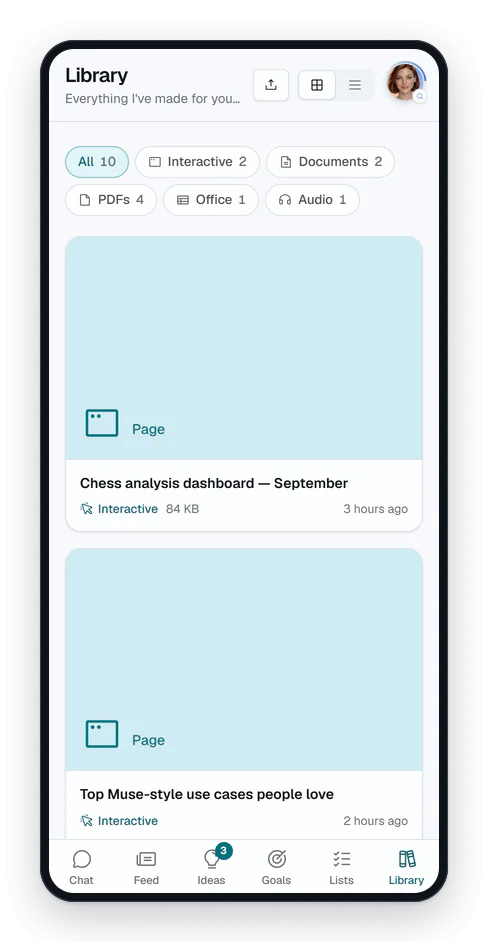 Library
Everything I've made for you…
All 10
Interactive 2
Documents 2
PDFs 4
Office 1
Audio 1
Page
Chess analysis dashboard — September
Interactive 84 KB 3 hours ago
Page
Top Muse-style use cases people love
Interactive 2 hours ago
3
Chat Feed Ideas Goals Lists Library